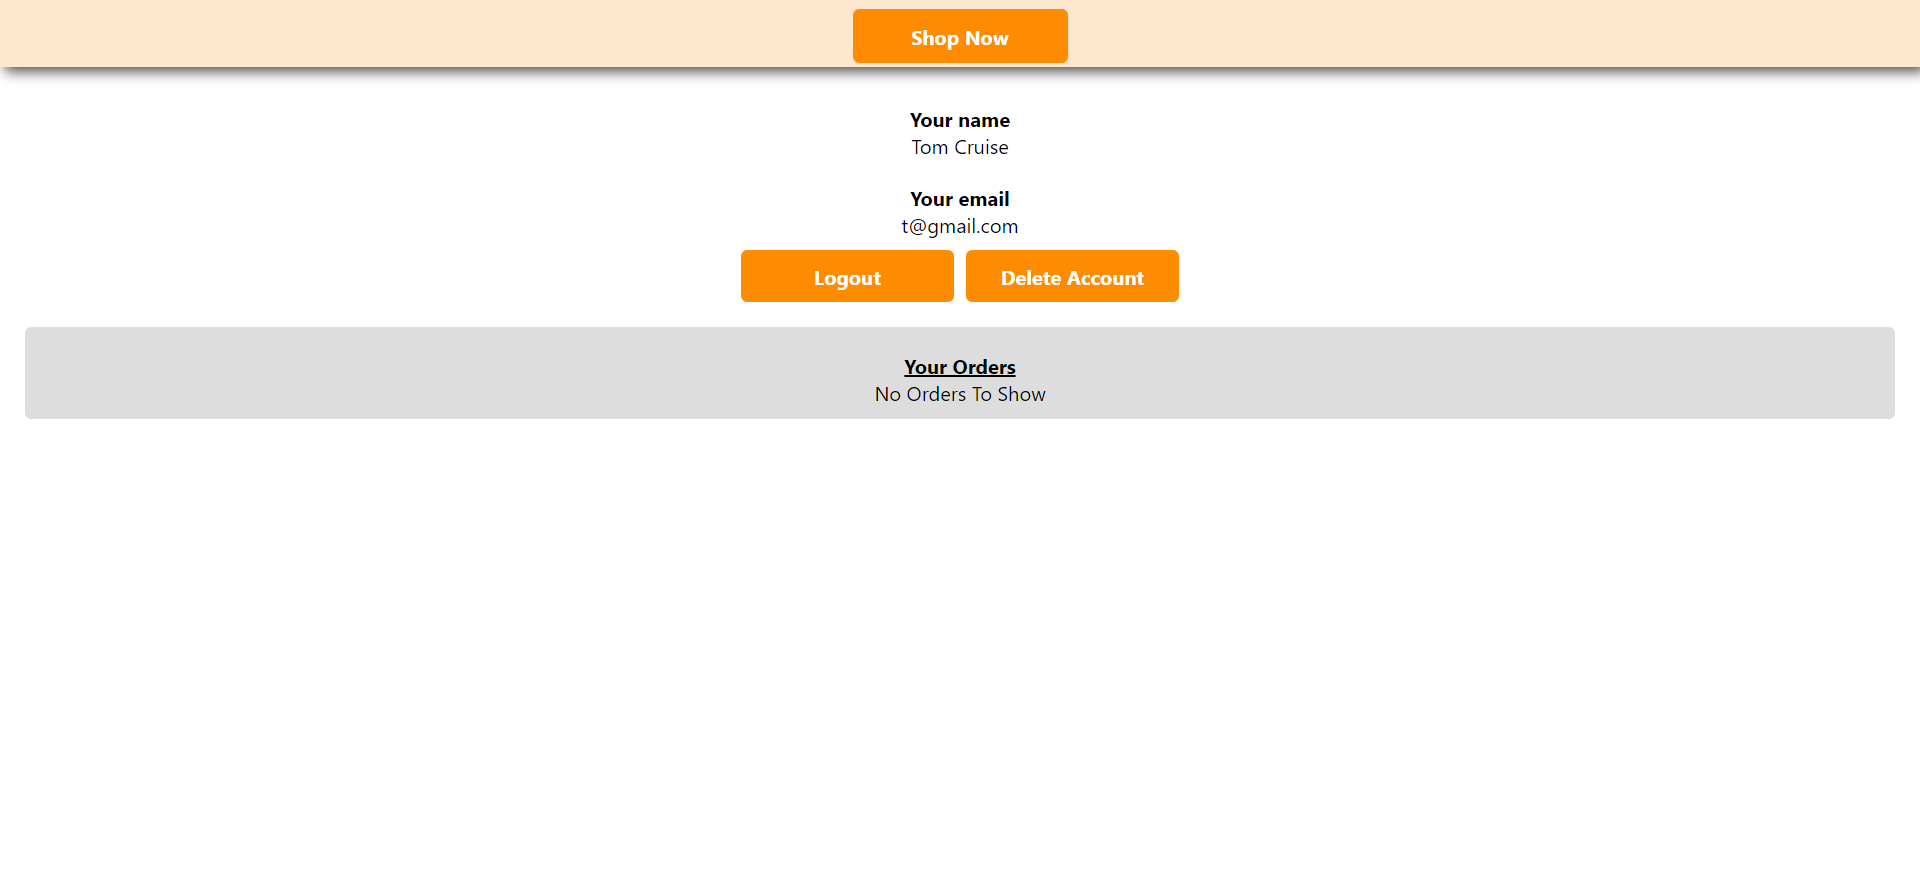 Shop Now
Your name
Tom Cruise
Your email
t@gmail.com
Logout Delete Account
Your Orders
No Orders To Show